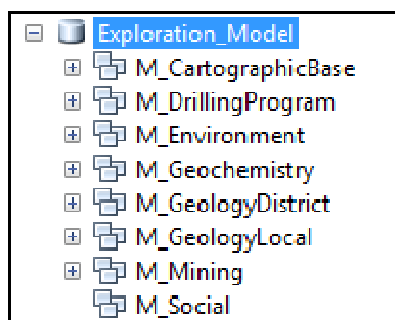 Exploration_Model
M_CartographicBase
M_DrillingProgram
M_Environment
M_Geochemistry
M_GeologyDistrict
M_GeologyLocal
M_Mining
M_Social